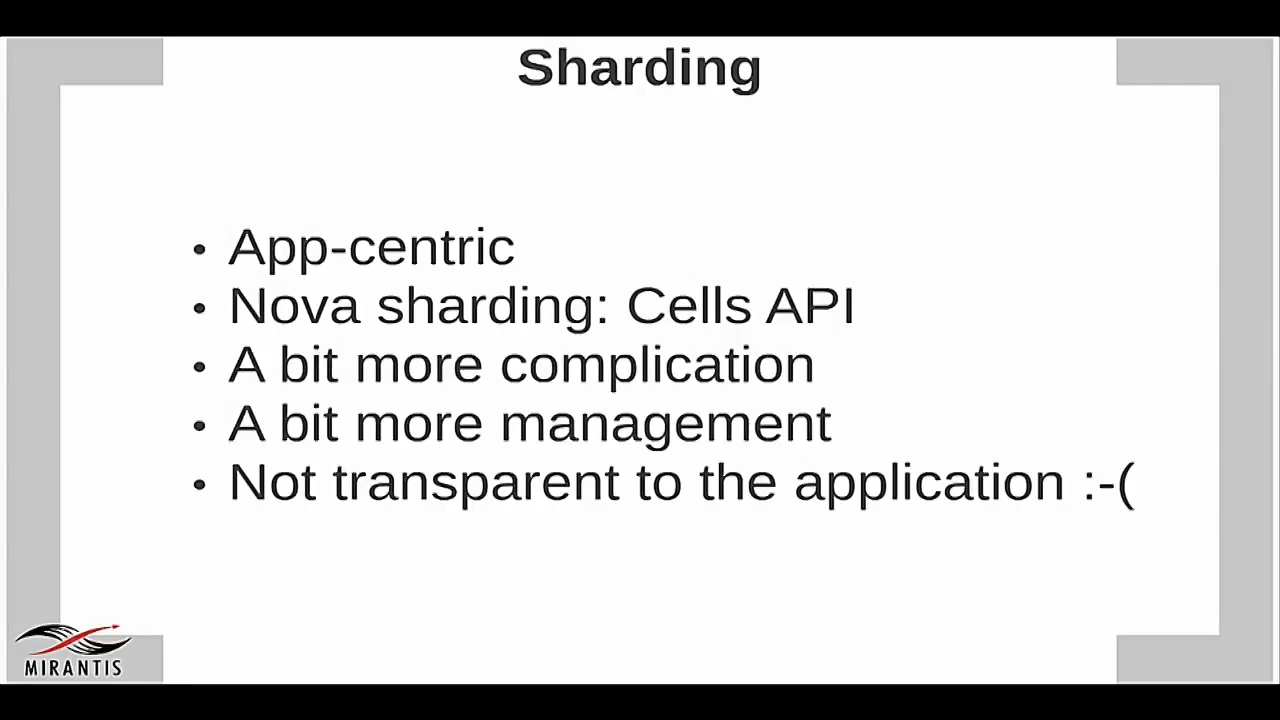 Sharding
• App-centric
• Nova sharding: Cells API
• A bit more complication
• A bit more management
• Not transparent to the application :-(
MIRANTIS